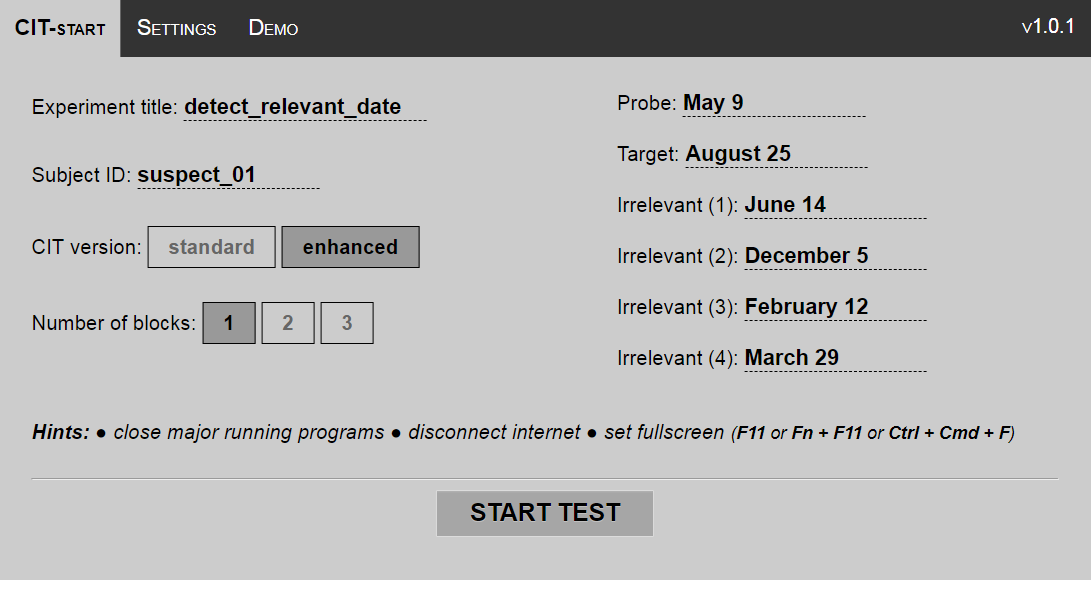 CIT-START Settings Demo v1.0.1
Experiment title: detect_relevant_date
Subject ID: suspect_01
CIT version: standard enhanced
Number of blocks: 1 2 3
Probe: May 9
Target: August 25
Irrelevant (1): June 14
Irrelevant (2): December 5
Irrelevant (3): February 12
Irrelevant (4): March 29
Hints: ● close major running programs ● disconnect internet ● set fullscreen (F11 or Fn + F11 or Ctrl + Cmd + F)
START TEST